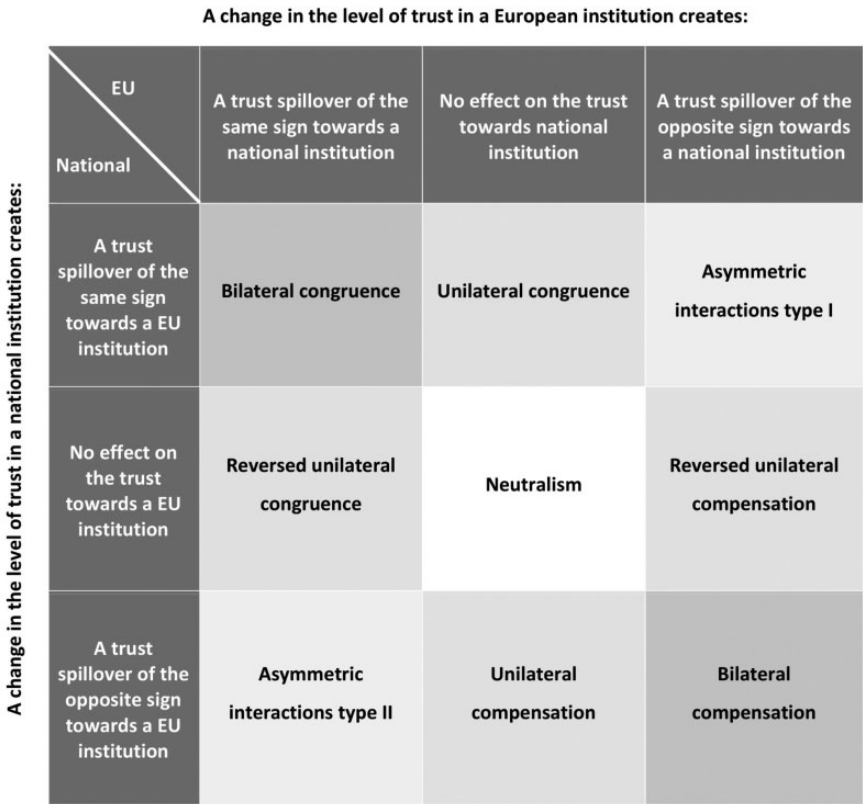 A change in the level of trust in a European institution creates:
A change in the level of trust in a national institution creates:
EU
National
A trust spillover of the
same sign towards a
national institution
No effect on the trust
towards national
institution
A trust spillover of the
opposite sign towards
a national institution
A trust
spillover of the
same sign
towards a EU
institution
Bilateral congruence
Unilateral congruence
Asymmetric
interactions type I
No effect on
the trust
towards a EU
institution
Reversed unilateral
congruence
Neutralism
Reversed unilateral
compensation
A trust
spillover of the
opposite sign
towards a EU
institution
Asymmetric
interactions type II
Unilateral
compensation
Bilateral
compensation